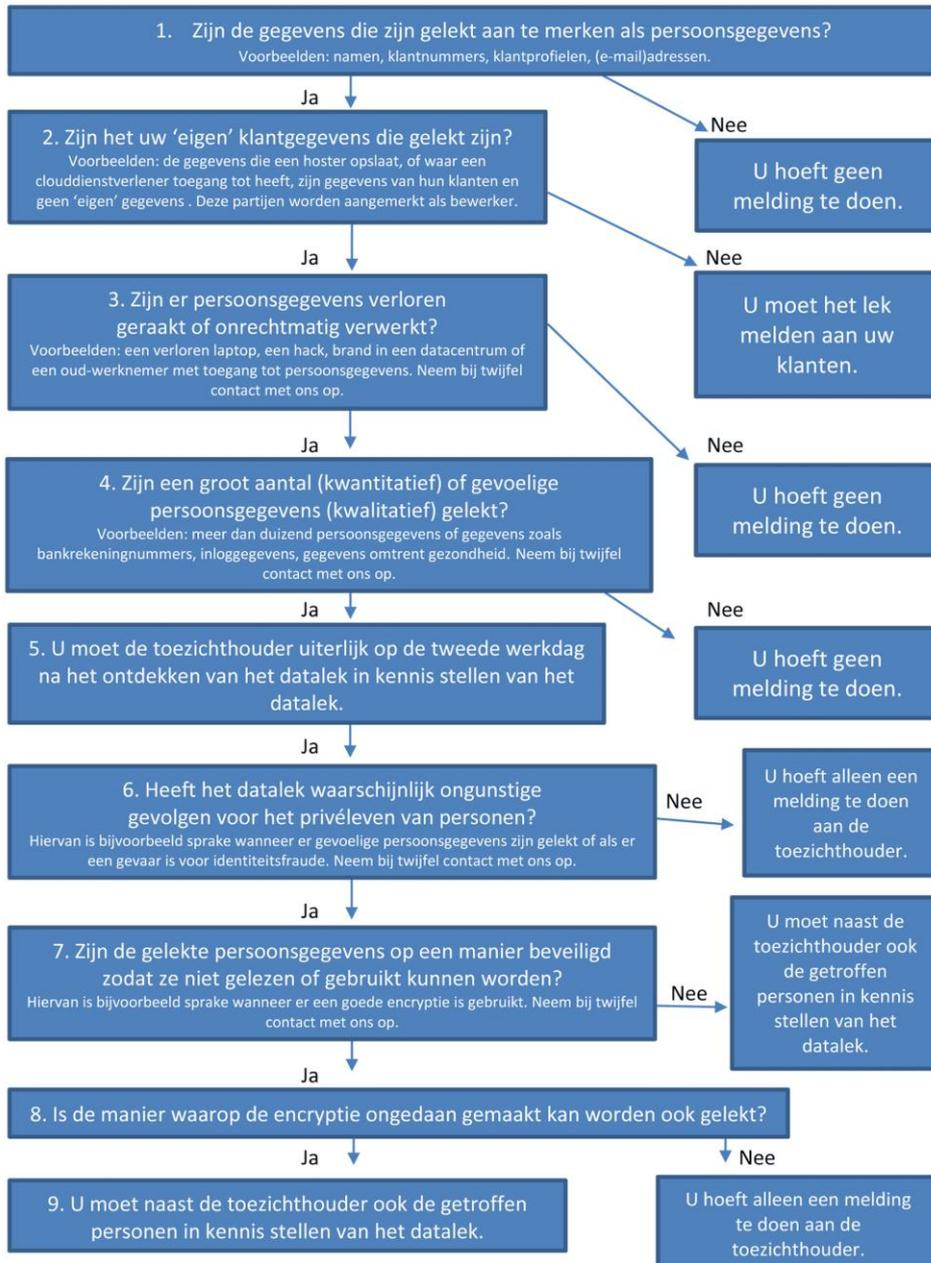 1. Zijn de gegevens die zijn gelekt aan te merken als persoonsgegevens?
Voorbeelden: namen, klantnummers, klantprofielen, (e-mail)adressen.
Ja
Nee
2. Zijn het uw ‘eigen’ klantgegevens die gelekt zijn?
Voorbeelden: de gegevens die een hoster opslaat, of waar een
clouddienstverlener toegang tot heeft, zijn gegevens van hun klanten en
geen ‘eigen’ gegevens . Deze partijen worden aangemerkt als bewerker.
U hoeft geen
melding te doen.
Ja
Nee
3. Zijn er persoonsgegevens verloren
geraakt of onrechtmatig verwerkt?
Voorbeelden: een verloren laptop, een hack, brand in een datacentrum of
een oud-werknemer met toegang tot persoonsgegevens. Neem bij twijfel
contact met ons op.
U moet het lek
melden aan uw
klanten.
Ja
Nee
4. Zijn een groot aantal (kwantitatief) of gevoelige
persoonsgegevens (kwalitatief) gelekt?
Voorbeelden: meer dan duizend persoonsgegevens of gegevens zoals
bankrekeningnummers, inloggegevens, gegevens omtrent gezondheid. Neem bij twijfel
contact met ons op.
U hoeft geen
melding te doen.
Ja
Nee
5. U moet de toezichthouder uiterlijk op de tweede werkdag
na het ontdekken van het datalek in kennis stellen van het
datalek.
U hoeft geen
melding te doen.
Ja
6. Heeft het datalek waarschijnlijk ongunstige
gevolgen voor het privéleven van personen?
Hiervan is bijvoorbeeld sprake wanneer er gevoelige persoonsgegevens zijn gelekt of als er
een gevaar is voor identiteitsfraude. Neem bij twijfel contact met ons op.
Nee
U hoeft alleen een
melding te doen
aan de
toezichthouder.
Ja
7. Zijn de gelekte persoonsgegevens op een manier beveiligd
zodat ze niet gelezen of gebruikt kunnen worden?
Hiervan is bijvoorbeeld sprake wanneer er een goede encryptie is gebruikt. Neem bij twijfel
contact met ons op.
Nee
U moet naast de
toezichthouder ook
de getroffen
personen in kennis
stellen van het
datalek.
Ja
8. Is de manier waarop de encryptie ongedaan gemaakt kan worden ook gelekt?
Ja
Nee
9. U moet naast de toezichthouder ook de getroffen
personen in kennis stellen van het datalek.
U hoeft alleen een melding
te doen aan de
toezichthouder.